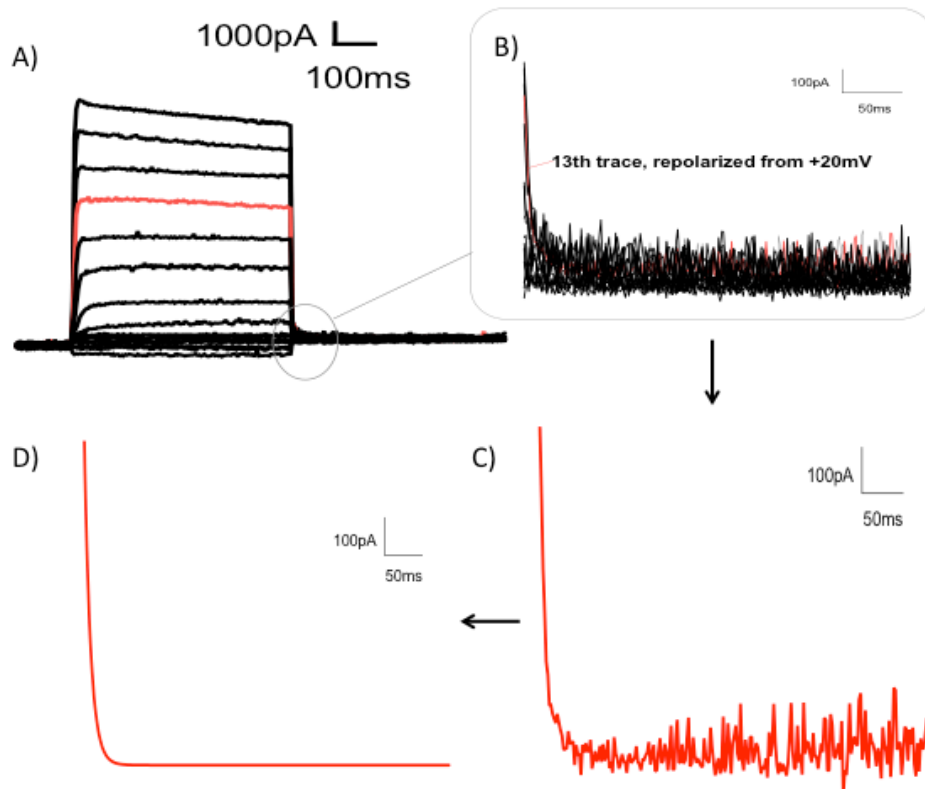 A)
1000pA
100ms
B)
100pA
50ms
13th trace, repolarized from +20mV
D)
100pA
50ms
C)
100pA
50ms